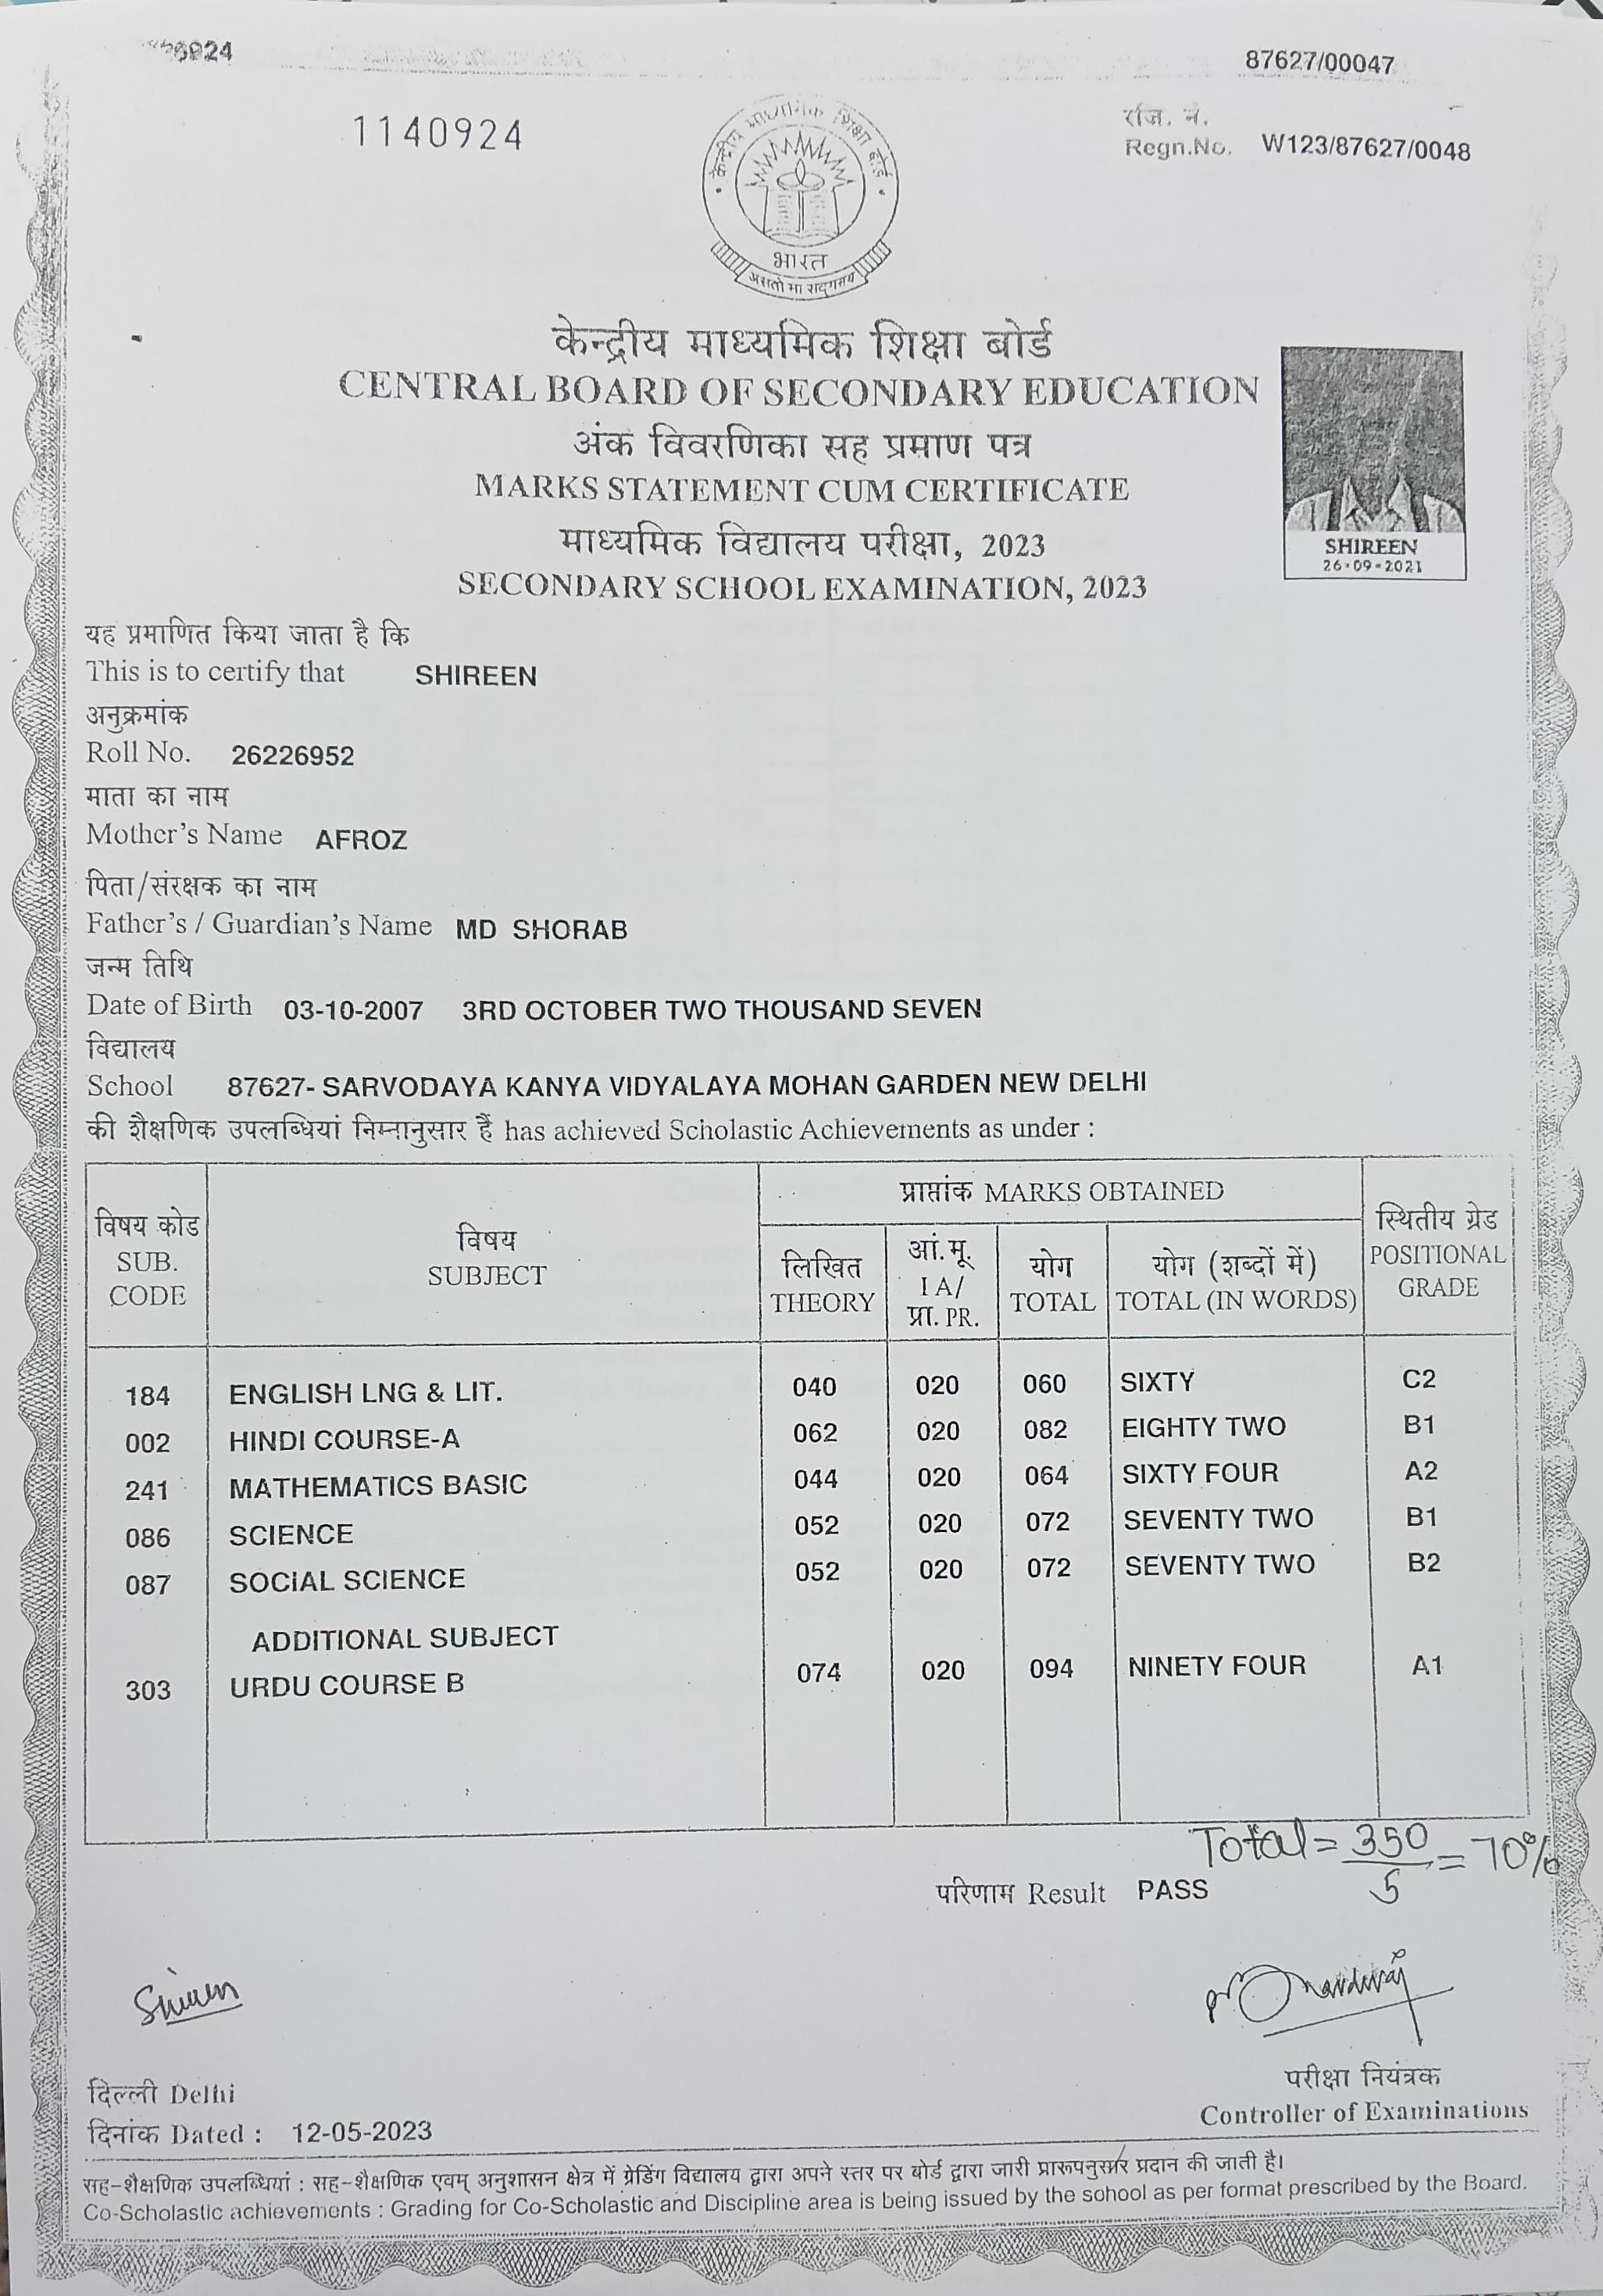 6924
87627/00047
1140924
रजि. नं.
Regn.No. W123/87627/0048
केन्द्रीय माध्यमिक शिक्षा बोर्ड
भारत
असतो मा सद्गमय
केन्द्रीय माध्यमिक शिक्षा बोर्ड
CENTRAL BOARD OF SECONDARY EDUCATION
अंक विवरणिका सह प्रमाण पत्र
MARKS STATEMENT CUM CERTIFICATE
माध्यमिक विद्यालय परीक्षा, 2023
SECONDARY SCHOOL EXAMINATION, 2023
SHIREEN
26-09-2021
यह प्रमाणित किया जाता है कि
This is to certify that SHIREEN
अनुक्रमांक
Roll No. 26226952
माता का नाम
Mother's Name AFROZ
पिता/संरक्षक का नाम
Father's / Guardian's Name MD SHORAB
जन्म तिथि
Date of Birth 03-10-2007 3RD OCTOBER TWO THOUSAND SEVEN
विद्यालय
School 87627- SARVODAYA KANYA VIDYALAYA MOHAN GARDEN NEW DELHI
की शैक्षणिक उपलब्धियां निम्नानुसार हैं has achieved Scholastic Achievements as under :
विषय कोड
SUB.
CODE
विषय
SUBJECT
प्राप्तांक MARKS OBTAINED
लिखित
THEORY
आं.मू.
I A/
प्रा. PR.
योग
TOTAL
योग (शब्दों में)
TOTAL (IN WORDS)
स्थितीय ग्रेड
POSITIONAL
GRADE
184 ENGLISH LNG & LIT. 040 020 060 SIXTY C2
002 HINDI COURSE-A 062 020 082 EIGHTY TWO B1
241 MATHEMATICS BASIC 044 020 064 SIXTY FOUR A2
086 SCIENCE 052 020 072 SEVENTY TWO B1
087 SOCIAL SCIENCE 052 020 072 SEVENTY TWO B2
ADDITIONAL SUBJECT
303 URDU COURSE B 074 020 094 NINETY FOUR A1
Total = 350/5 = 70%
परिणाम Result PASS
Shireen
दिल्ली Delhi
दिनांक Dated : 12-05-2023
परीक्षा नियंत्रक
Controller of Examinations
सह-शैक्षणिक उपलब्धियां : सह-शैक्षणिक एवम् अनुशासन क्षेत्र में ग्रेडिंग विद्यालय द्वारा अपने स्तर पर बोर्ड द्वारा जारी प्रारूपनुसार प्रदान की जाती है।
Co-Scholastic achievements : Grading for Co-Scholastic and Discipline area is being issued by the school as per format prescribed by the Board.